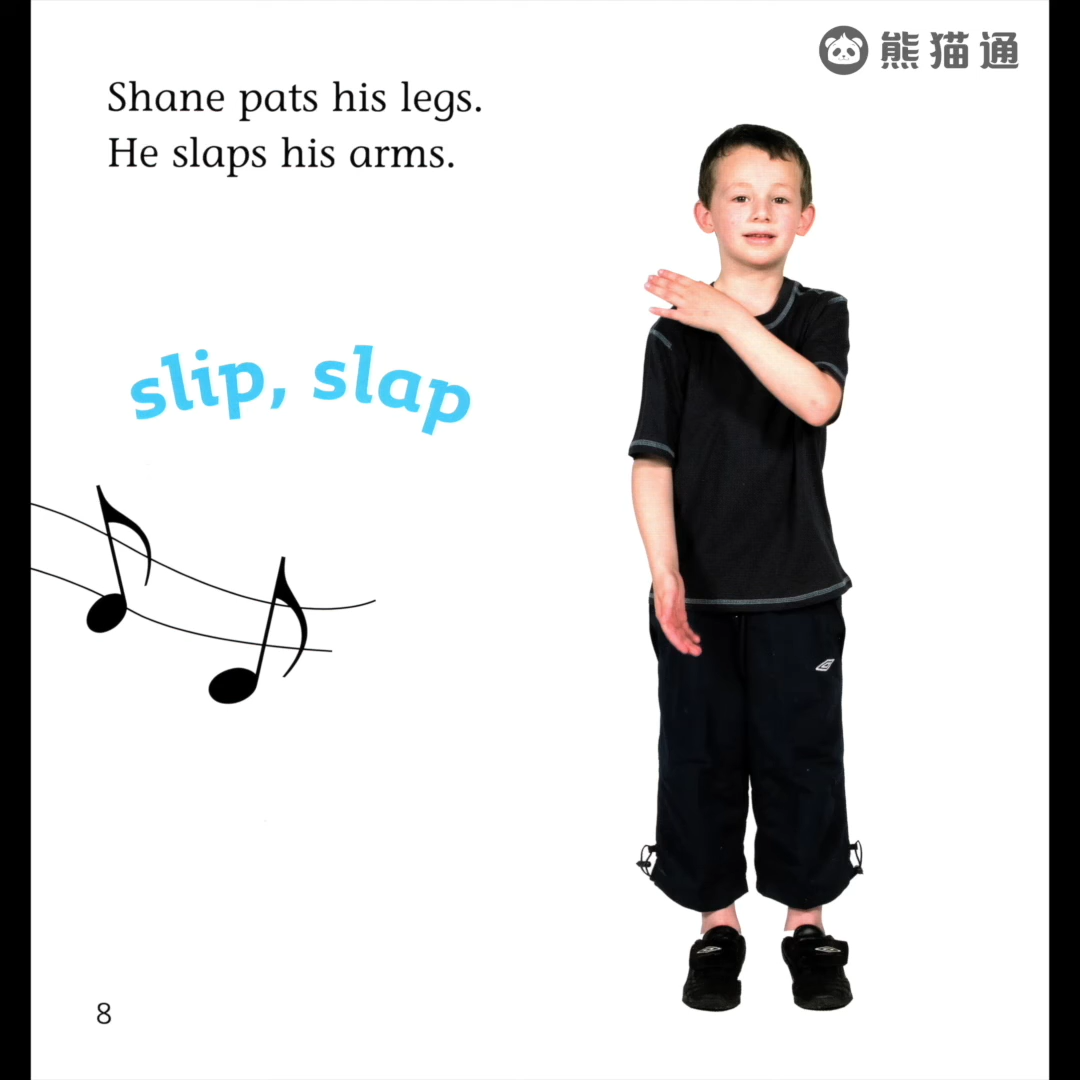 熊猫通
Shane pats his legs.
He slaps his arms.
slip, slap
8